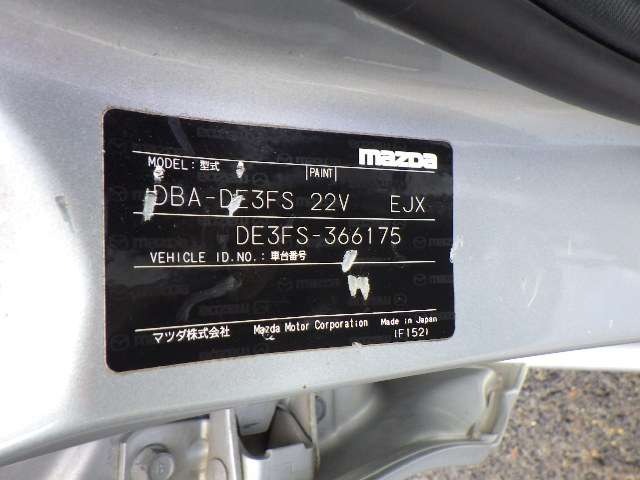 mazda
MODEL: 型式 PAINT
DBA-DE3FS 22V EJX
DE3FS-366175
VEHICLE ID.NO.: 車台番号
マツダ株式会社 Mazda Motor Corporation Made in Japan
(F152)